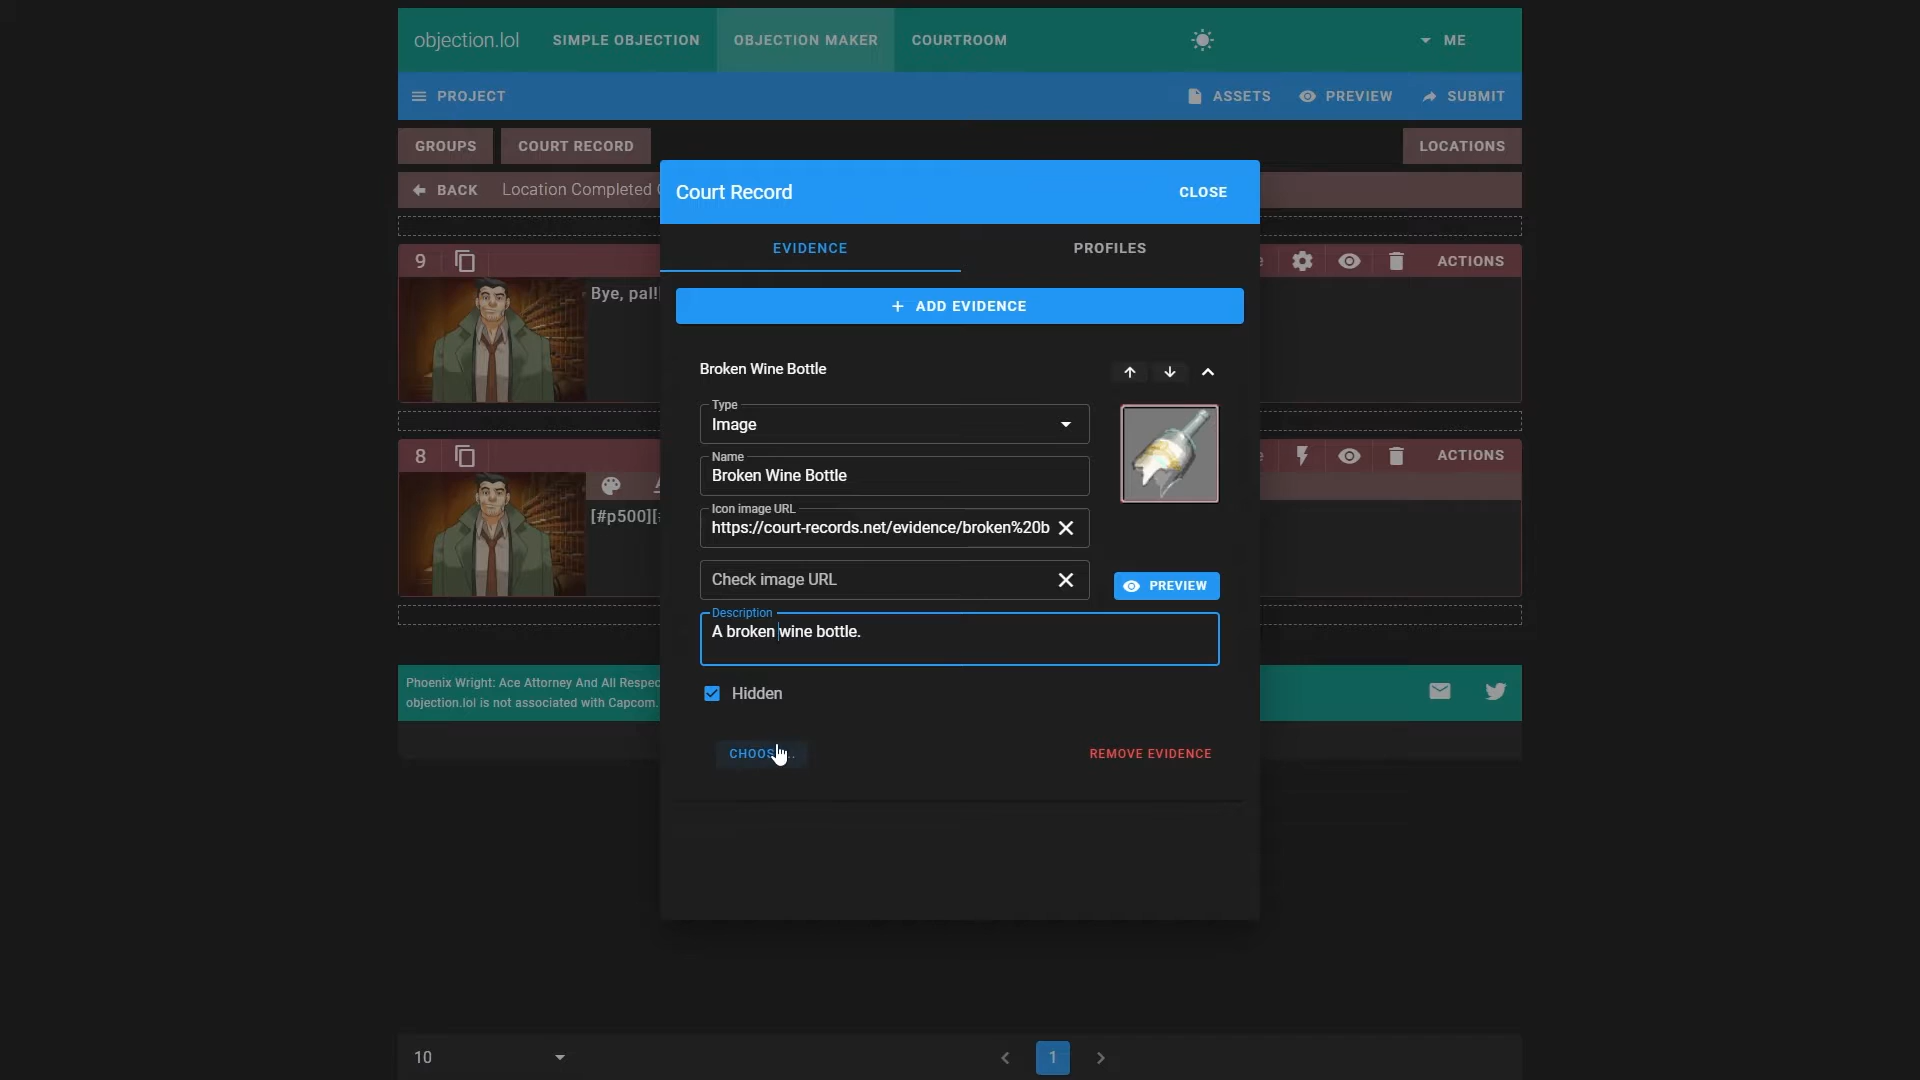 objection.lol
SIMPLE OBJECTION
OBJECTION MAKER
COURTROOM
ME
PROJECT
ASSETS
PREVIEW
SUBMIT
GROUPS
COURT RECORD
LOCATIONS
BACK
Location Completed
Court Record
CLOSE
EVIDENCE
PROFILES
9
ACTIONS
Bye, pal!
ADD EVIDENCE
Broken Wine Bottle
Type
Image
Name
Broken Wine Bottle
8
ACTIONS
Icon image URL
[#p500][
https://court-records.net/evidence/broken%20b
Check image URL
PREVIEW
Description
A broken wine bottle.
Phoenix Wright: Ace Attorney And All
objection.lol is not associated with Capcom.
Hidden
REMOVE EVIDENCE
10
1